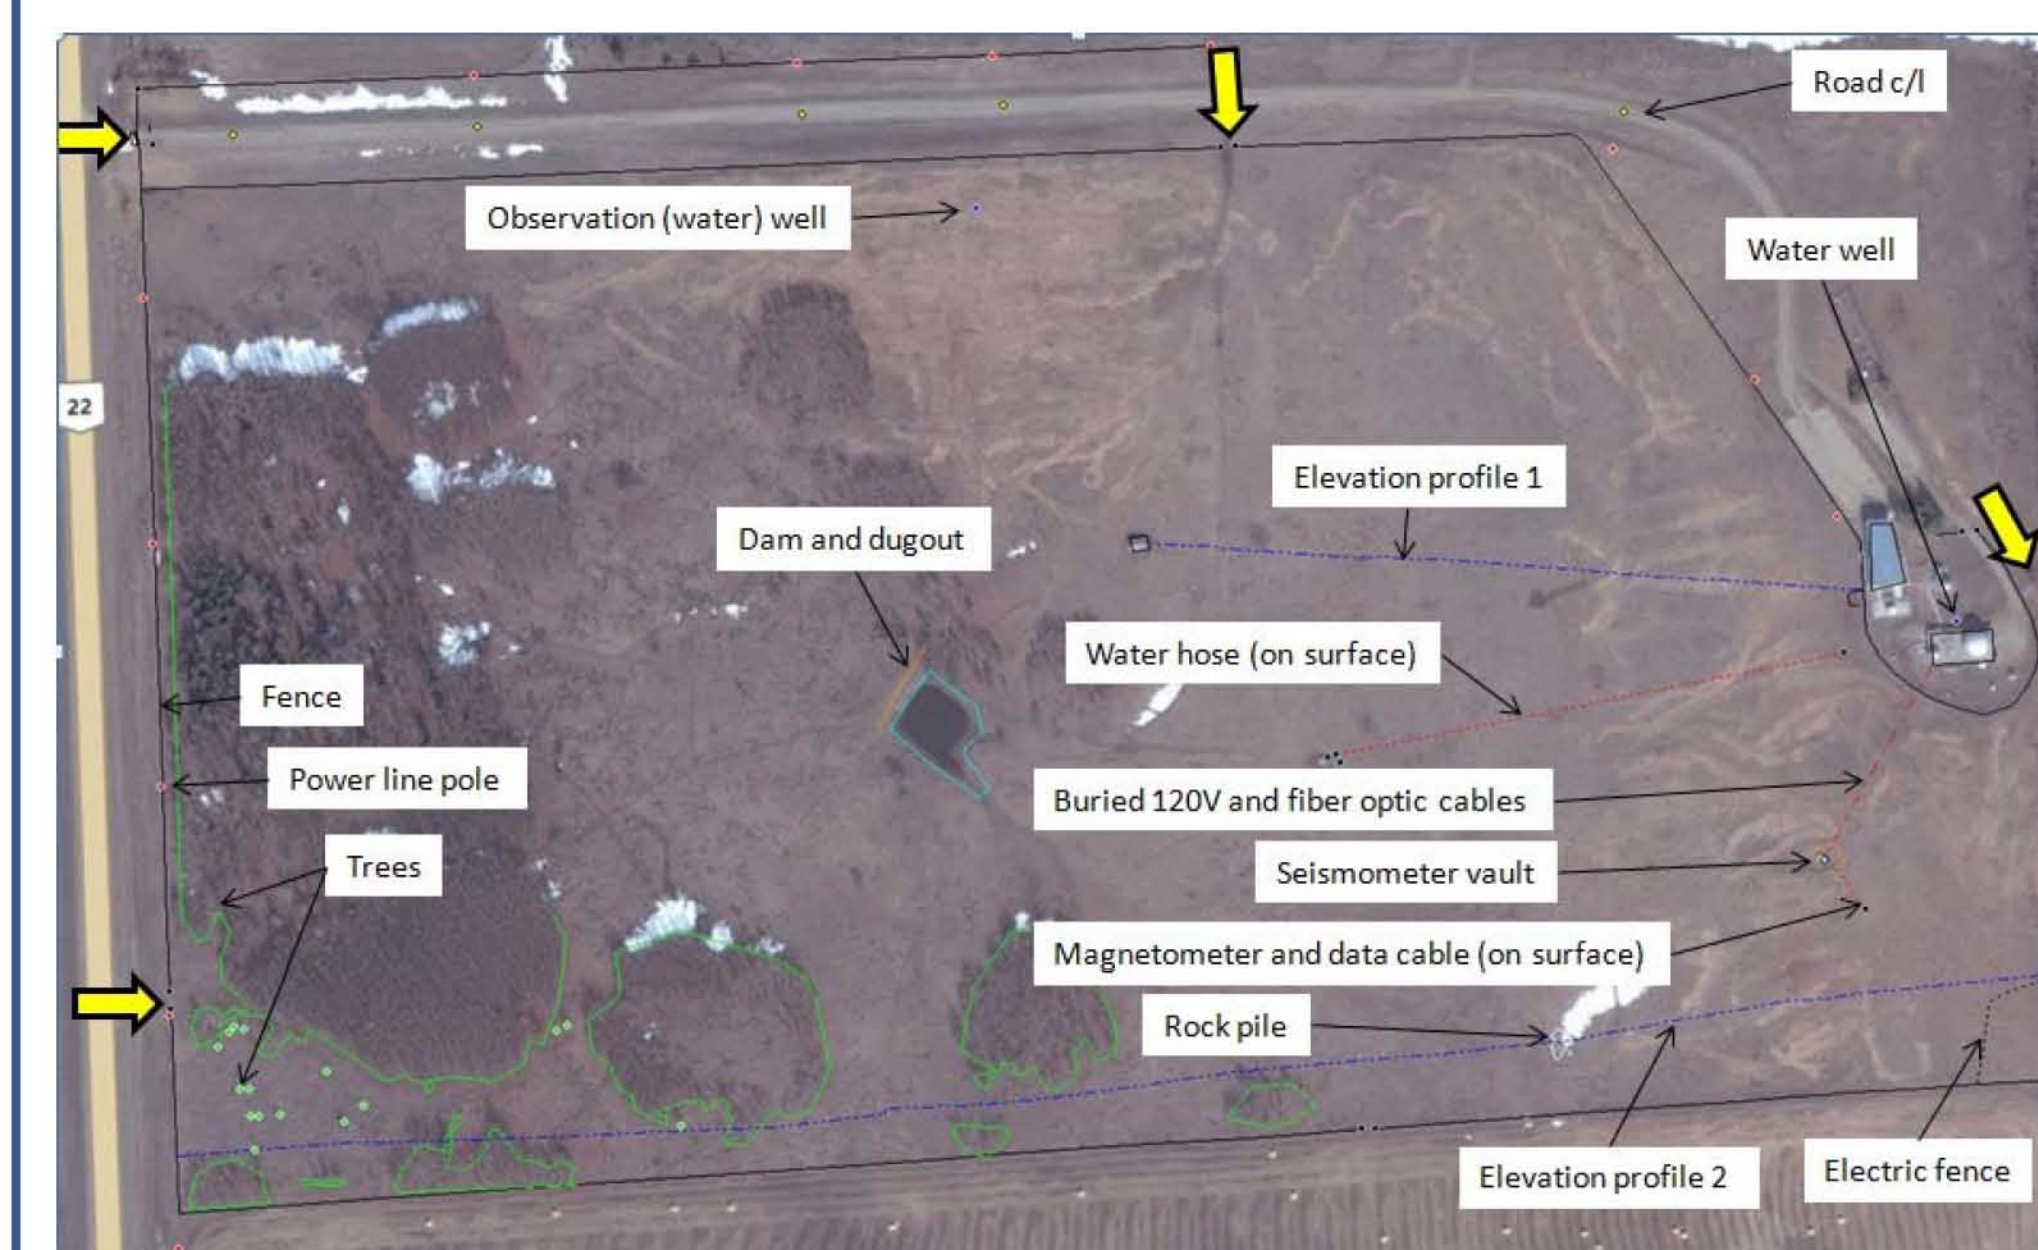 Road c/l
Observation (water) well
Water well
22
Elevation profile 1
Dam and dugout
Water hose (on surface)
Fence
Power line pole
Buried 120V and fiber optic cables
Trees
Seismometer vault
Magnetometer and data cable (on surface)
Rock pile
Elevation profile 2
Electric fence